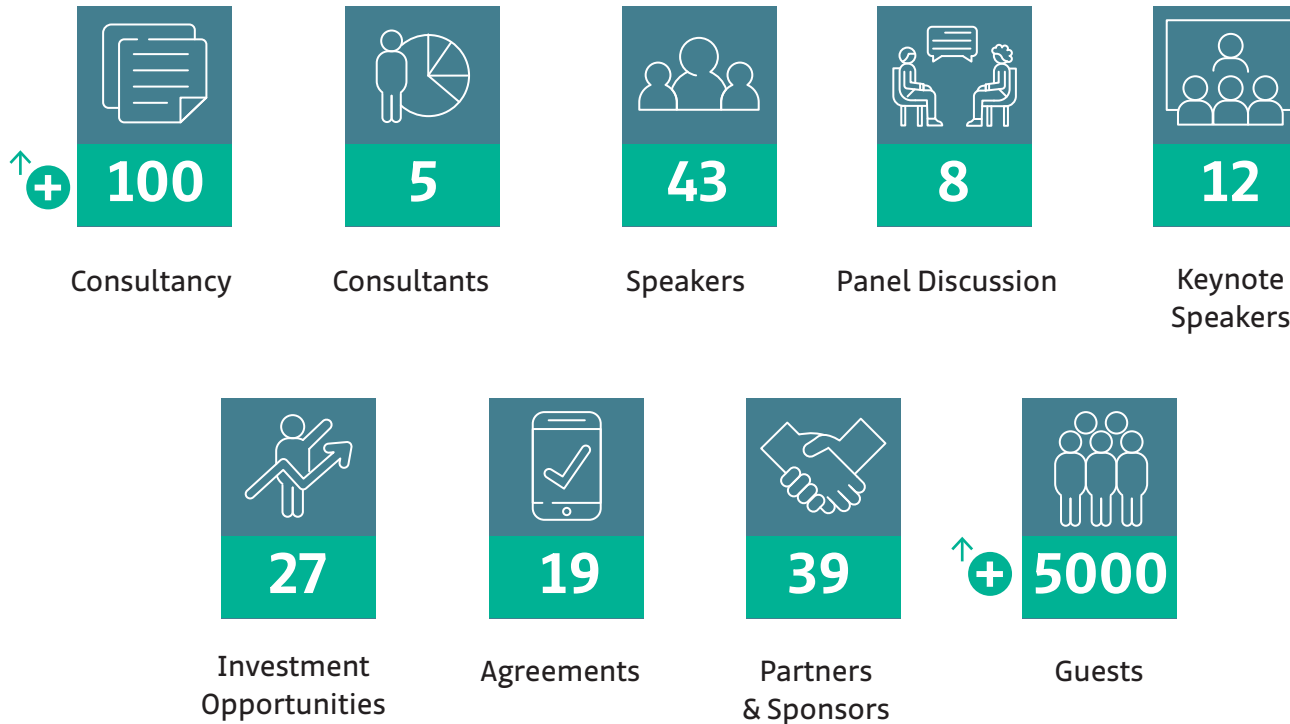 + 100
5
43
8
12
Consultancy
Consultants
Speakers
Panel Discussion
Keynote
Speakers
27
19
39
+ 5000
Investment
Opportunities
Agreements
Partners
& Sponsors
Guests